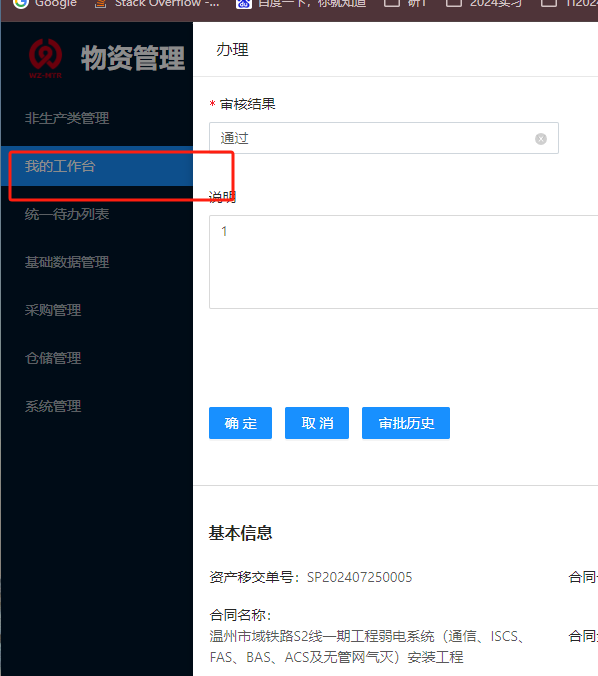 Google
Stack Overflow -...
百度一下，你就知道
研1
2024实习
WZ-MTR
物资管理
非生产类管理
我的工作台
统一待办列表
基础数据管理
采购管理
仓储管理
系统管理
办理
* 审核结果
通过
说明
1
确 定
取 消
审批历史
基本信息
资产移交单号：SP202407250005
合同
合同名称：
温州市域铁路S2线一期工程弱电系统（通信、ISCS、
FAS、BAS、ACS及无管网气灭）安装工程
合同